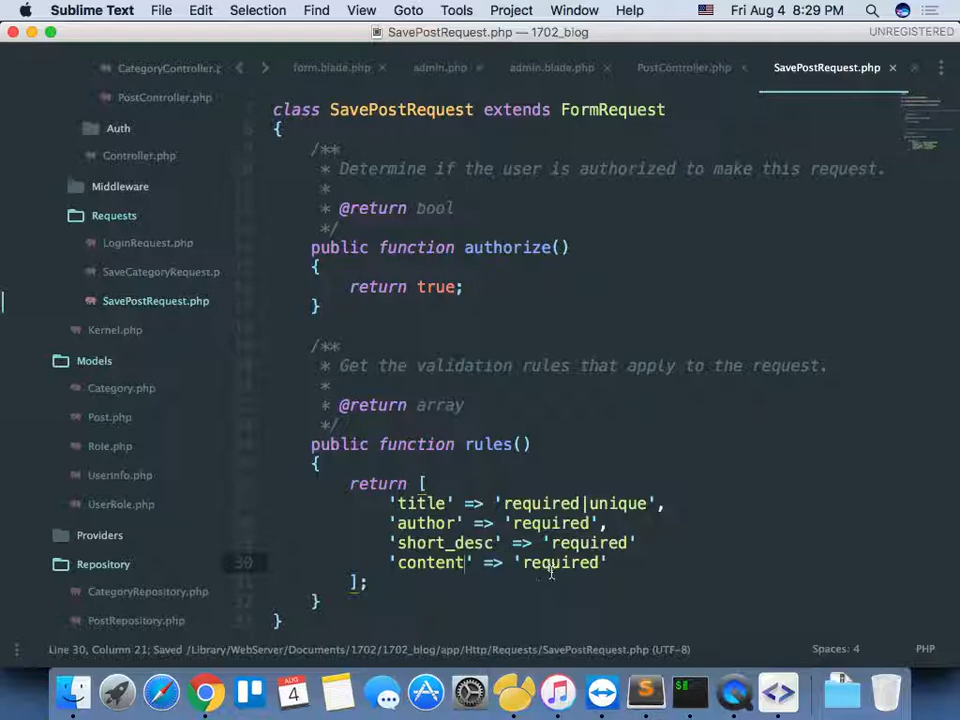 Sublime Text File Edit Selection Find View Goto Tools Project Window Help Fri Aug 4 8:29 PM
SavePostRequest.php — 1702_blog UNREGISTERED
form.blade.php × admin.php × admin.blade.php × PostController.php SavePostRequest.php ×
CategoryController.p
PostController.php
Auth
Controller.php
Middleware
Requests
LoginRequest.php
SaveCategoryRequest.p
SavePostRequest.php
Kernel.php
Models
Category.php
Post.php
Role.php
Userinfo.php
UserRole.php
Providers
Repository
CategoryRepository.php
PostRepository.php
class SavePostRequest extends FormRequest
{
/**
* Determine if the user is authorized to make this request.
*
* @return bool
*/
public function authorize()
{
return true;
}
/**
* Get the validation rules that apply to the request.
*
* @return array
*/
public function rules()
{
return [
'title' => 'required|unique',
'author' => 'required',
'short_desc' => 'required'
30 'content' => 'required'
];
}
}
Line 30, Column 21; Saved /Library/WebServer/Documents/1702/1702_blog/app/Http/Requests/SavePostRequest.php (UTF-8) Spaces: 4 PHP